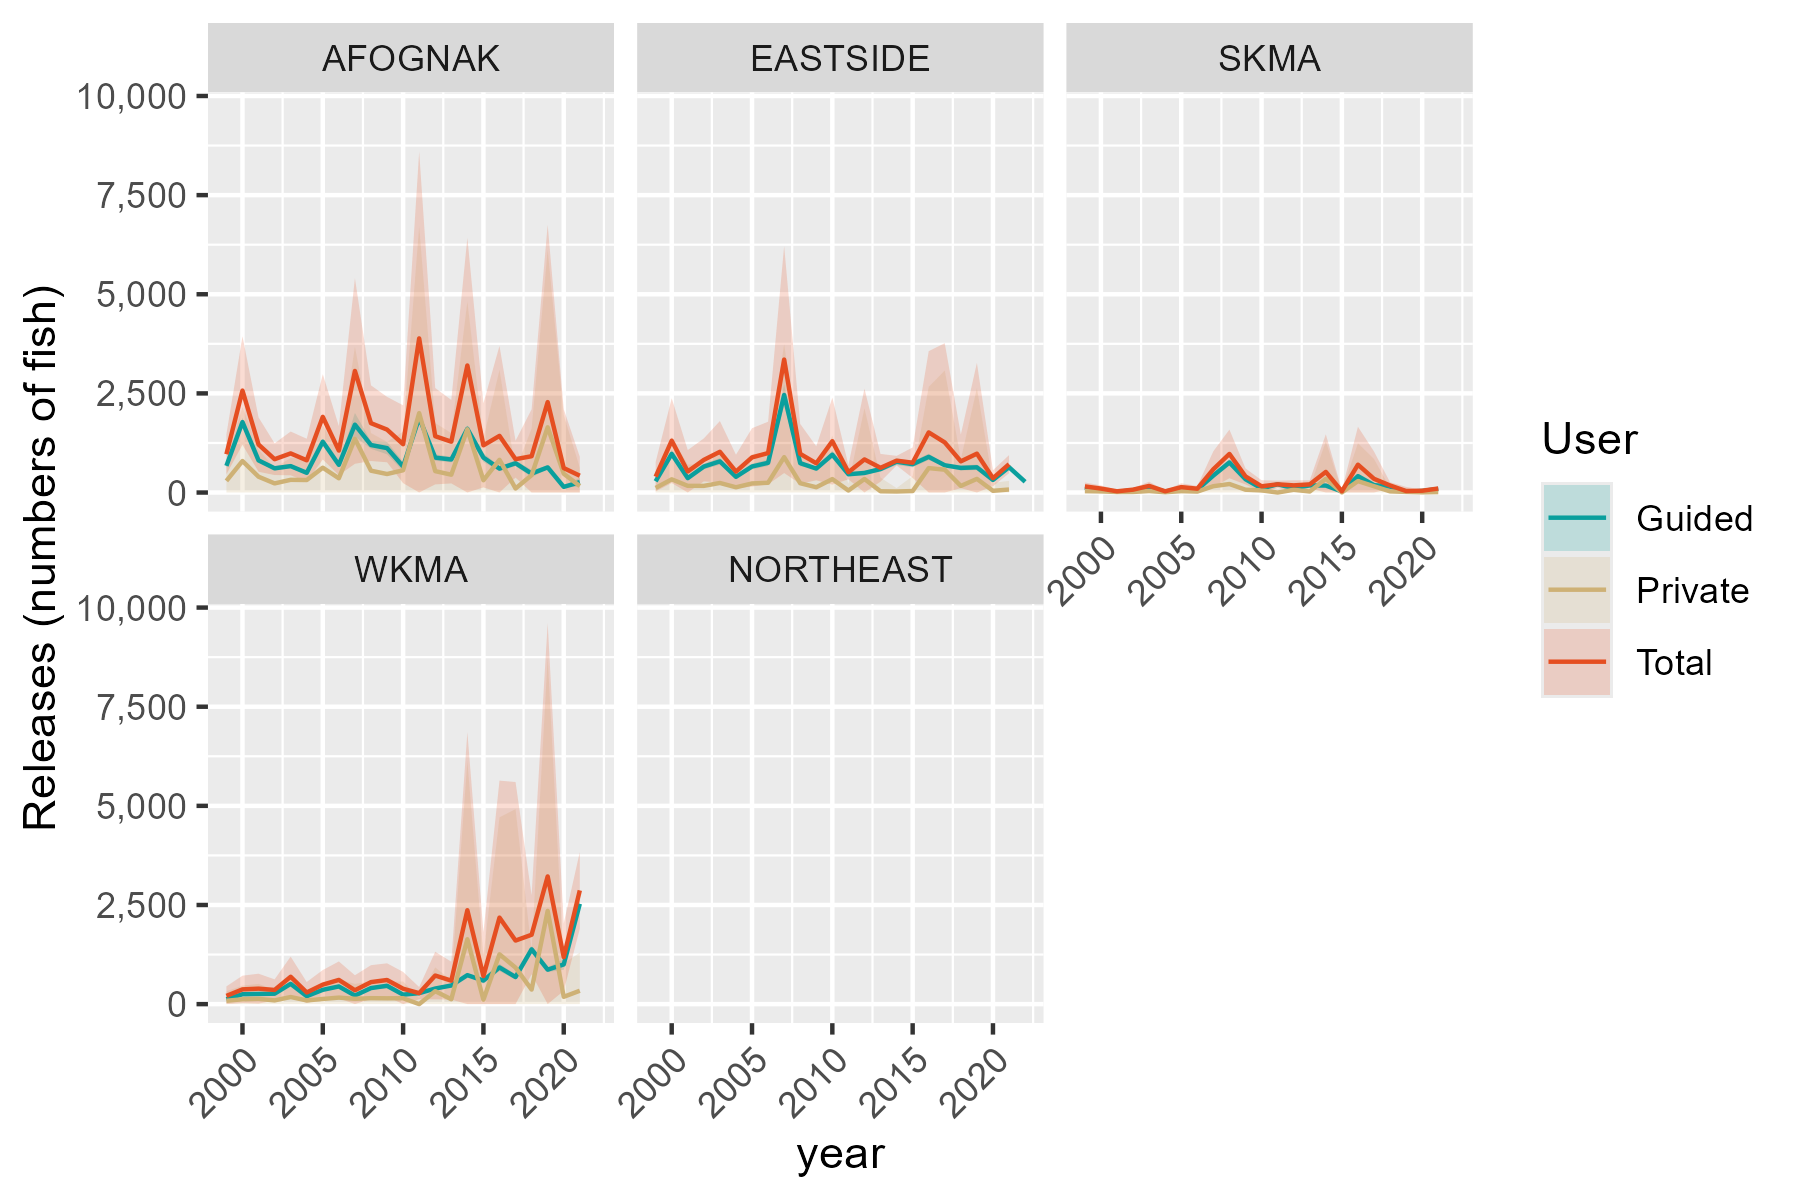 AFOGNAK
EASTSIDE
SKMA
10,000
7,500
5,000
2,500
0
2000
2005
2010
2015
2020
WKMA
NORTHEAST
10,000
7,500
5,000
2,500
0
2000
2005
2010
2015
2020
2000
2005
2010
2015
2020
year
Releases (numbers of fish)
User
Guided
Private
Total